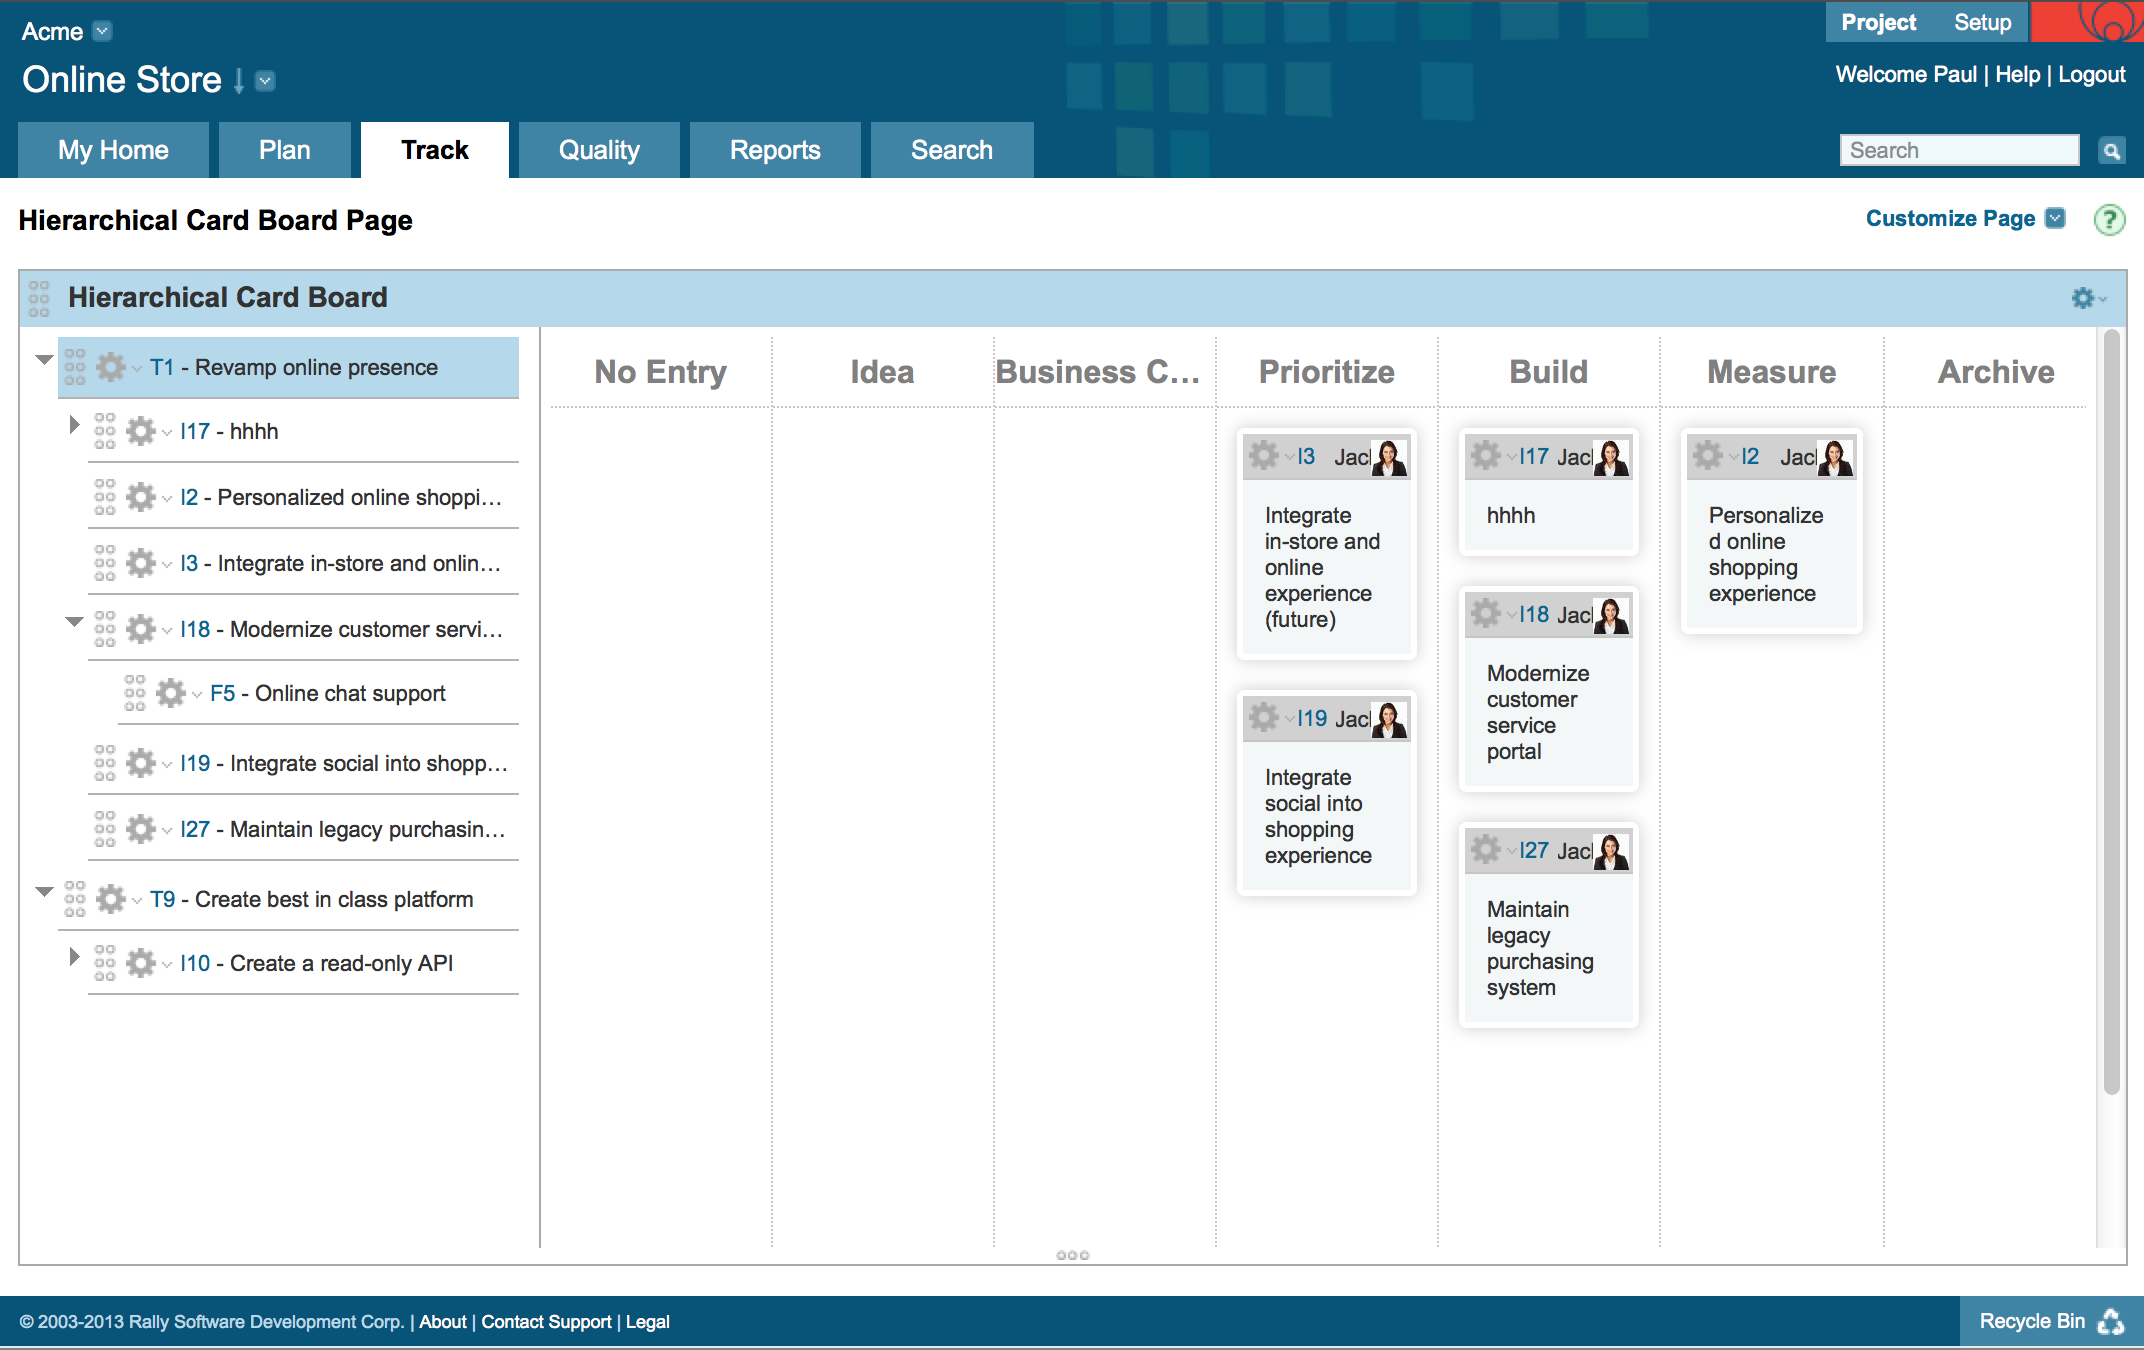 Acme
Project Setup
Online Store
Welcome Paul | Help | Logout
My Home Plan Track Quality Reports Search
Search
Hierarchical Card Board Page
Customize Page
?
Hierarchical Card Board
T1 - Revamp online presence
I17 - hhhh
I2 - Personalized online shoppi...
I3 - Integrate in-store and onlin...
I18 - Modernize customer servi...
F5 - Online chat support
I19 - Integrate social into shopp...
I27 - Maintain legacy purchasin...
T9 - Create best in class platform
I10 - Create a read-only API
No Entry
Idea
Business C...
Prioritize
I3 Jac
Integrate
in-store and
online
experience
(future)
I19 Jac
Integrate
social into
shopping
experience
Build
I17 Jac
hhhh
I18 Jac
Modernize
customer
service
portal
I27 Jac
Maintain
legacy
purchasing
system
Measure
I2 Jac
Personalize
d online
shopping
experience
Archive
© 2003-2013 Rally Software Development Corp. | About | Contact Support | Legal
Recycle Bin